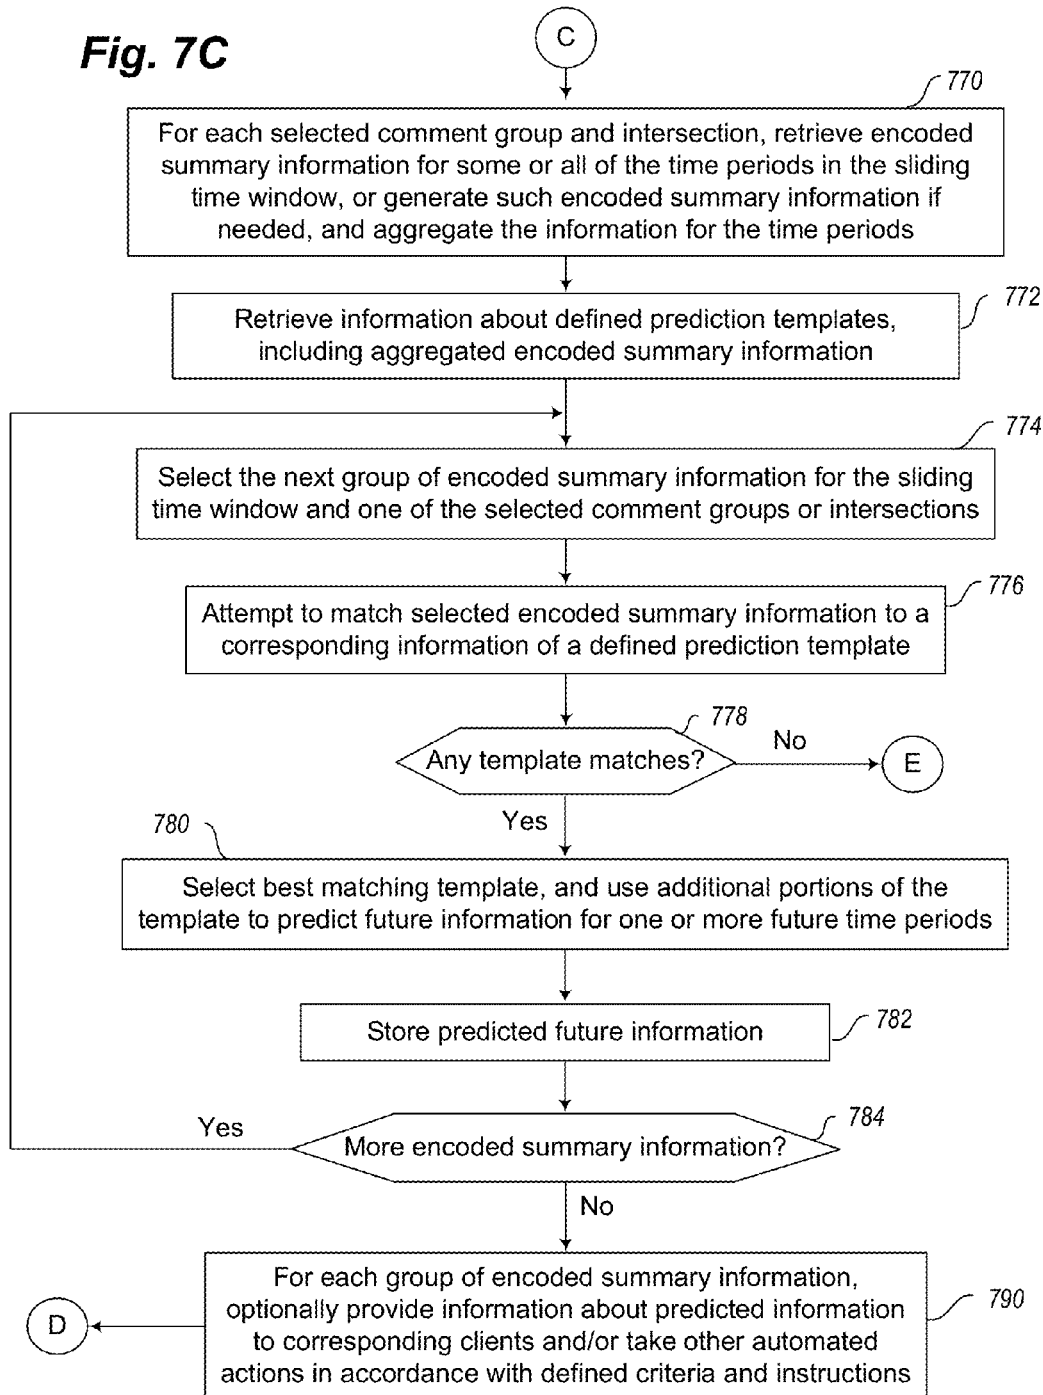 Fig. 7C
C
770
For each selected comment group and intersection, retrieve encoded
summary information for some or all of the time periods in the sliding
time window, or generate such encoded summary information if
needed, and aggregate the information for the time periods
772
Retrieve information about defined prediction templates,
including aggregated encoded summary information
774
Select the next group of encoded summary information for the sliding
time window and one of the selected comment groups or intersections
776
Attempt to match selected encoded summary information to a
corresponding information of a defined prediction template
778
Any template matches?
No
E
Yes
780
Select best matching template, and use additional portions of the
template to predict future information for one or more future time periods
782
Store predicted future information
784
Yes
More encoded summary information?
No
790
For each group of encoded summary information,
optionally provide information about predicted information
to corresponding clients and/or take other automated
actions in accordance with defined criteria and instructions
D